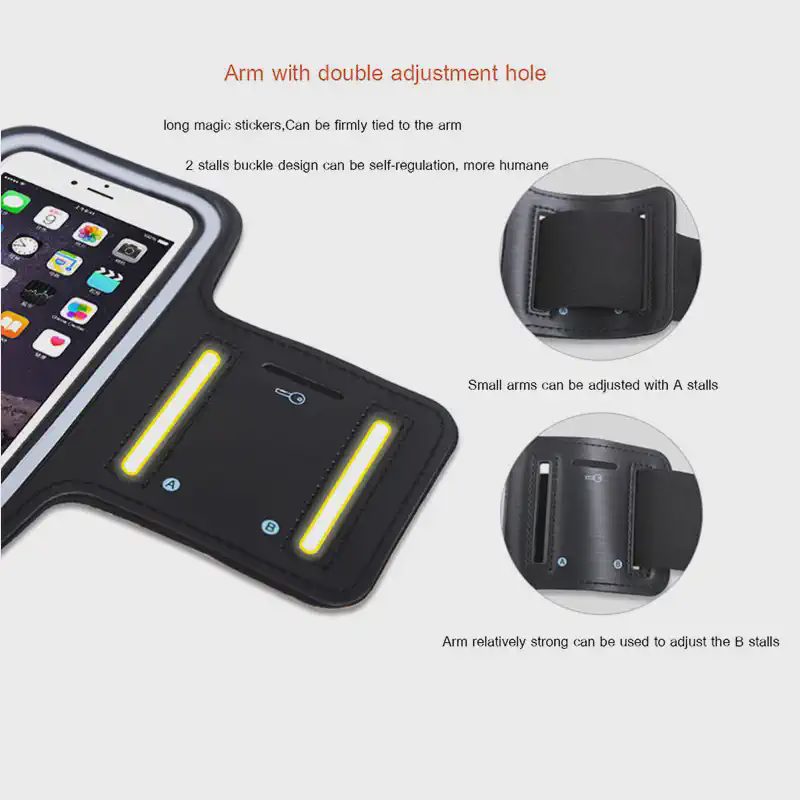 Arm with double adjustment hole
long magic stickers,Can be firmly tied to the arm
2 stalls buckle design can be self-regulation, more humane
Small arms can be adjusted with A stalls
Arm relatively strong can be used to adjust the B stalls
A
B
A
B
9